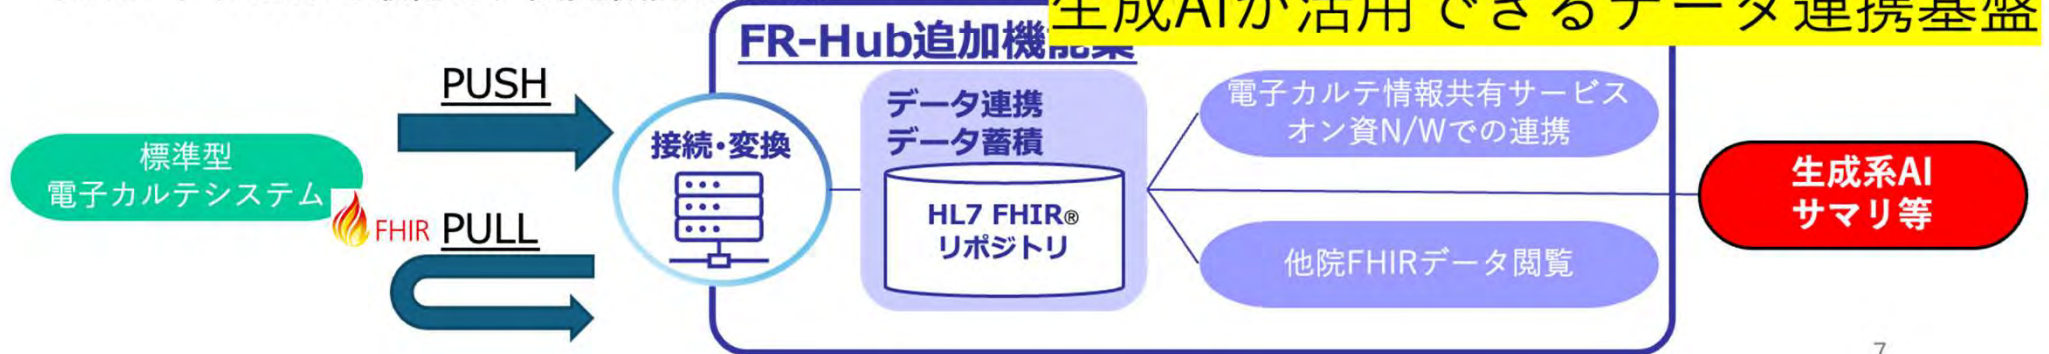 生成AIが活用できるデータ連携基盤
FR-Hub追加機能案
PUSH
標準型
電子カルテシステム
FHIR
PULL
接続・変換
データ連携
データ蓄積
HL7 FHIR®
リポジトリ
電子カルテ情報共有サービス
オン資N/Wでの連携
他院FHIRデータ閲覧
生成系AI
サマリ等
7